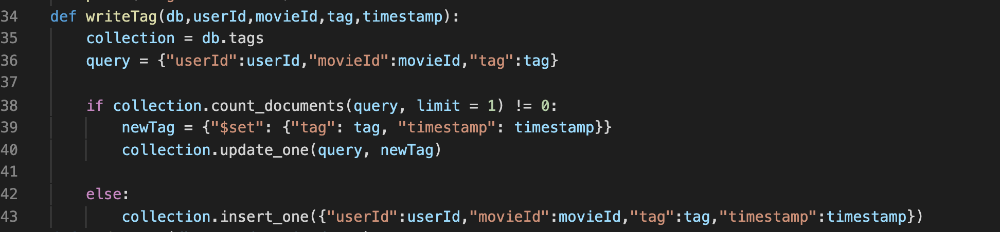 34 def writeTag(db,userId,movieId,tag,timestamp):
35 collection = db.tags
36 query = {"userId":userId,"movieId":movieId,"tag":tag}
37
38 if collection.count_documents(query, limit = 1) != 0:
39 newTag = {"$set": {"tag": tag, "timestamp": timestamp}}
40 collection.update_one(query, newTag)
41
42 else:
43 collection.insert_one({"userId":userId,"movieId":movieId,"tag":tag,"timestamp":timestamp})